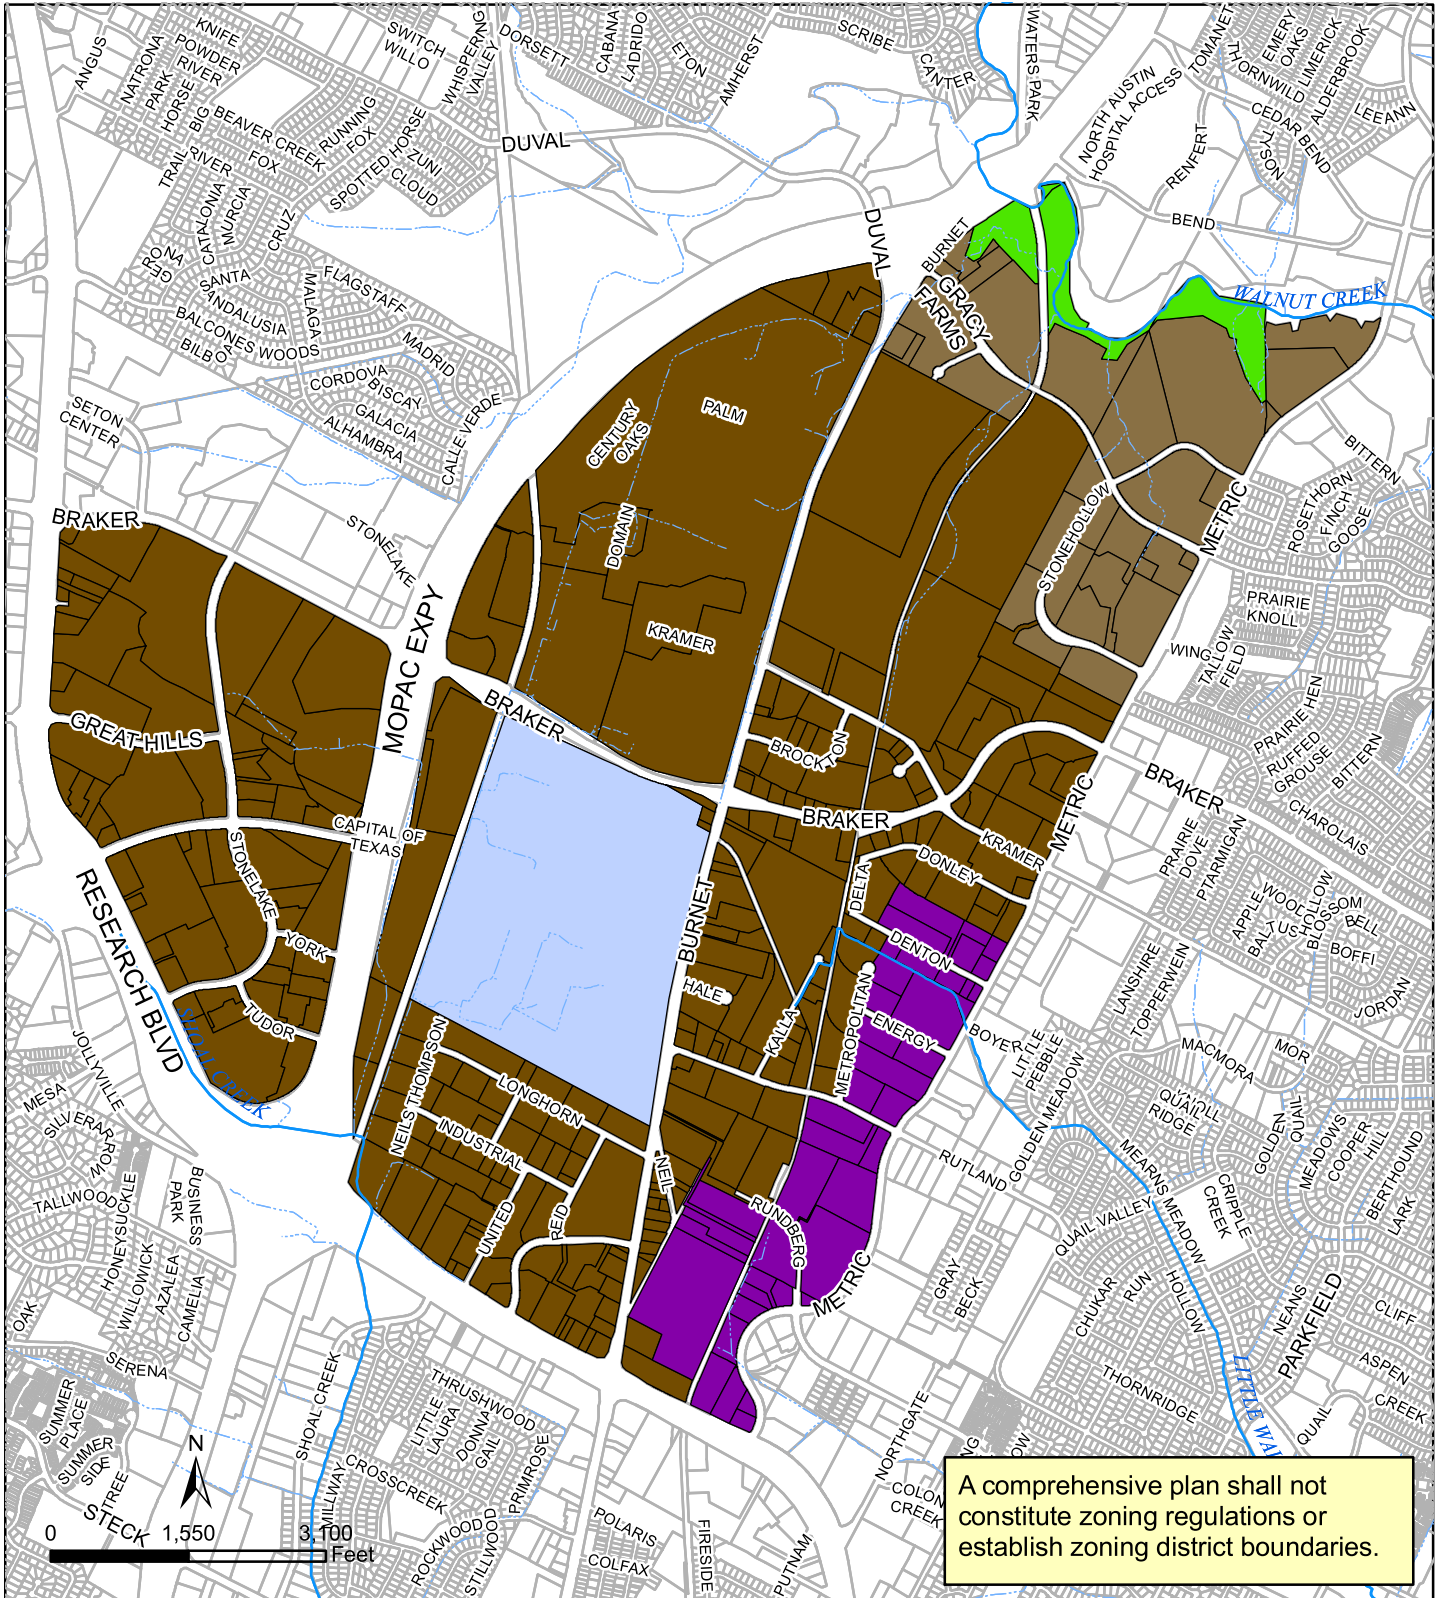 ANGUS
NATRONA
PARK
HORSE
BIG
KNIFE
POWDER
RIVER
SWITCH
WILLO
WHISPERING
VALLEY
DORSETT
CABANA
LADRIDO
ETON
AMHERST
SCRIBE
CANTER
WATERS PARK
NORTH AUSTIN
HOSPITAL ACCESS
TOMANET
THORNWILD
EMERY
OAKS
LIMERICK
ALDERBROOK
LEEANN
CEDAR BEND
TYSON
RENFERT
BEND
BEAVER CREEK
RUNNING
FOX
FOX
SPOTTED HORSE
ZUNI
CLOUD
TRAIL
RIVER
DUVAL
DUVAL
CATALONIA
MURCIA
CRUZ
GERONA
SANTA
ANDALUSIA
MALAGA
FLAGSTAFF
BALCONES WOODS
BILBOA
MADRID
CORDOVA
BISCAY
GALACIA
ALHAMBRA
CALLE VERDE
BURNET
GRACY
FARMS
WALNUT CREEK
SETON
CENTER
CENTURY
OAKS
PALM
BRAKER
STONELAKE
DOMAIN
STONEHOLLOW
METRIC
BITTERN
ROSETHORN
FINCH
GOOSE
MOPAC EXPY
KRAMER
PRAIRIE
KNOLL
WING
TALLOW
FIELD
GREAT HILLS
BRAKER
BROCKTON
PRAIRIE HEN
RUFFED
GROUSE
BITTERN
BRAKER
CHAROLAIS
CAPITAL OF
TEXAS
BRAKER
METRIC
KRAMER
DONLEY
DELTA
PRAIRIE
DOVE
PTARMIGAN
STONELAKE
RESEARCH BLVD
YORK
TUDOR
BURNET
DENTON
APPLE
WOOD
HOLLOW
BLOSSOM
BELL
BOFFI
JORDAN
LANSHIRE
TOPPERWEIN
HALE
KALLA
METROPOLITAN
ENERGY
BOYER
LITTLE
PEBBLE
GOLDEN MEADOW
MACMORA
MOR
SHOAL CREEK
JOLLYVILLE
MESA
SILVER ARROW
NEILS THOMPSON
LONGHORN
INDUSTRIAL
QUAIL
RIDGE
GOLDEN
QUAIL
MEADOWS
COOPER
HILL
BERTHOUND
LARK
TALLWOOD
HONEYSUCKLE
BUSINESS
PARK
WILLOWICK
AZALEA
CAMELIA
UNITED
REID
NEIL
RUNDBERG
METRIC
RUTLAND
QUAIL VALLEY
MEARNS MEADOW
CRIPPLE
CREEK
GRAY
BECK
CHUKAR
RUN
HOLLOW
NEANS
PARKFIELD
CLIFF
ASPEN
CREEK
QUAIL
OAK
SERENA
SUMMER
PLACE
SUMMER
SIDE
TREE
STECK
SHOAL CREEK
THRUSHWOOD
LITTLE
LAURA
DONNA
GAIL
PRIMROSE
CROSSCREEK
MILLWAY
ROCKWOOD
STILLWOOD
POLARIS
COLFAX
FIRESIDE
PUTNAM
NORTHGATE
THORNRIDGE
COLON
CREEK
LITTLE WAL
N
0 1,550 3,100
Feet
A comprehensive plan shall not
constitute zoning regulations or
establish zoning district boundaries.